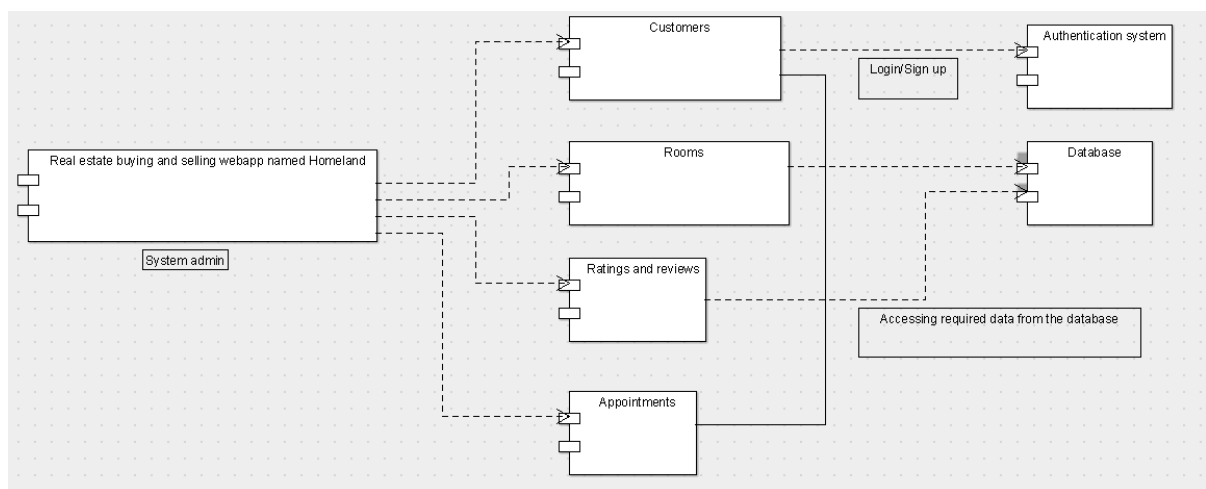 Customers
Authentication system
Login/Sign up
Real estate buying and selling webapp named Homeland
System admin
Rooms
Database
Ratings and reviews
Accessing required data from the database
Appointments